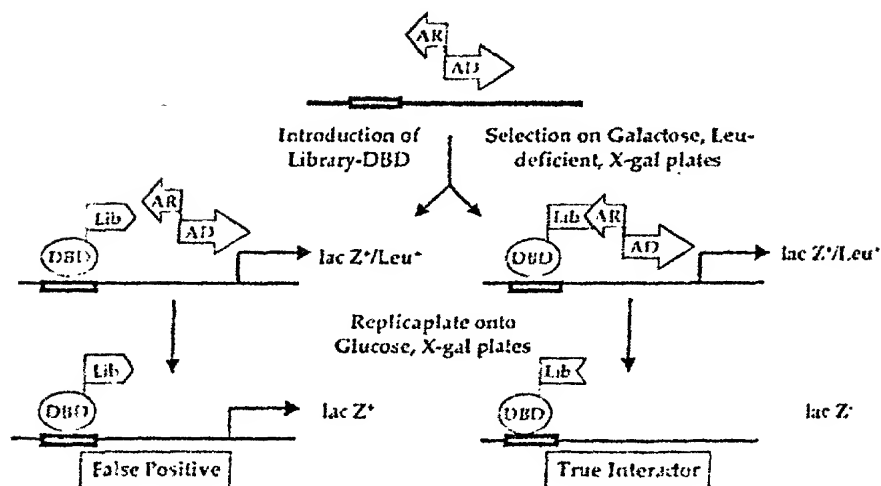 AR
AD
Introduction of
Library-DBD
Selection on Galactose, Leu-
deficient, X-gal plates
Lib
AR
AD
DBD
lac Z⁺/Leu⁺
Lib
AR
AD
DBD
lac Z⁺/Leu⁺
Replicaplate onto
Glucose, X-gal plates
Lib
DBD
lac Z⁺
Lib
DBD
lac Z⁻
False Positive
True Interactor